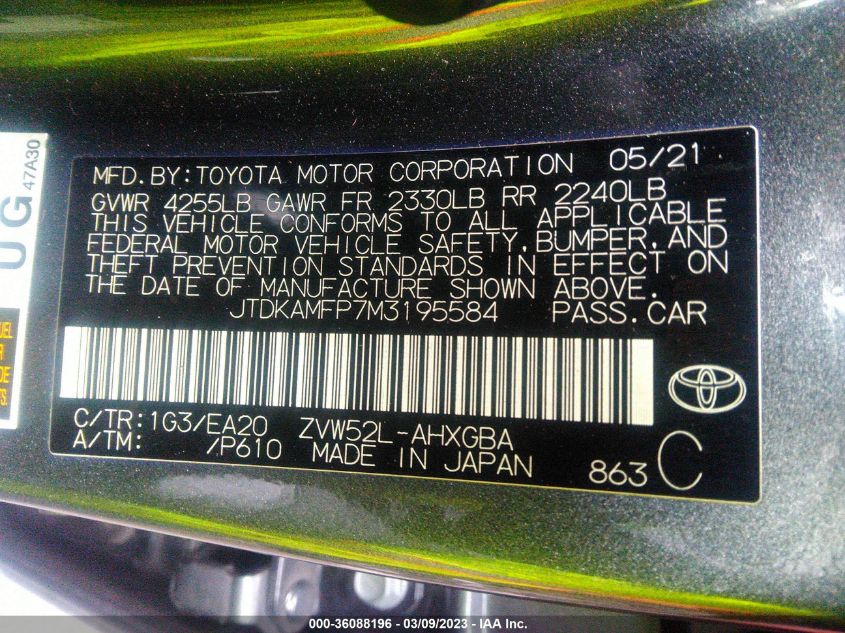 MFD.BY:TOYOTA MOTOR CORPORATION 05/21
GVWR 4255LB GAWR FR 2330LB RR 2240LB
THIS VEHICLE CONFORMS TO ALL APPLICABLE
FEDERAL MOTOR VEHICLE SAFETY,BUMPER,AND
THEFT PREVENTION STANDARDS IN EFFECT ON
THE DATE OF MANUFACTURE SHOWN ABOVE.
JTDKAMFP7M3195584 PASS.CAR
C/TR:1G3/EA20 ZVW52L-AHXGBA
A/TM: /P610 MADE IN JAPAN 863 C
UG
47A30
000-36088196 - 03/09/2023 - IAA Inc.